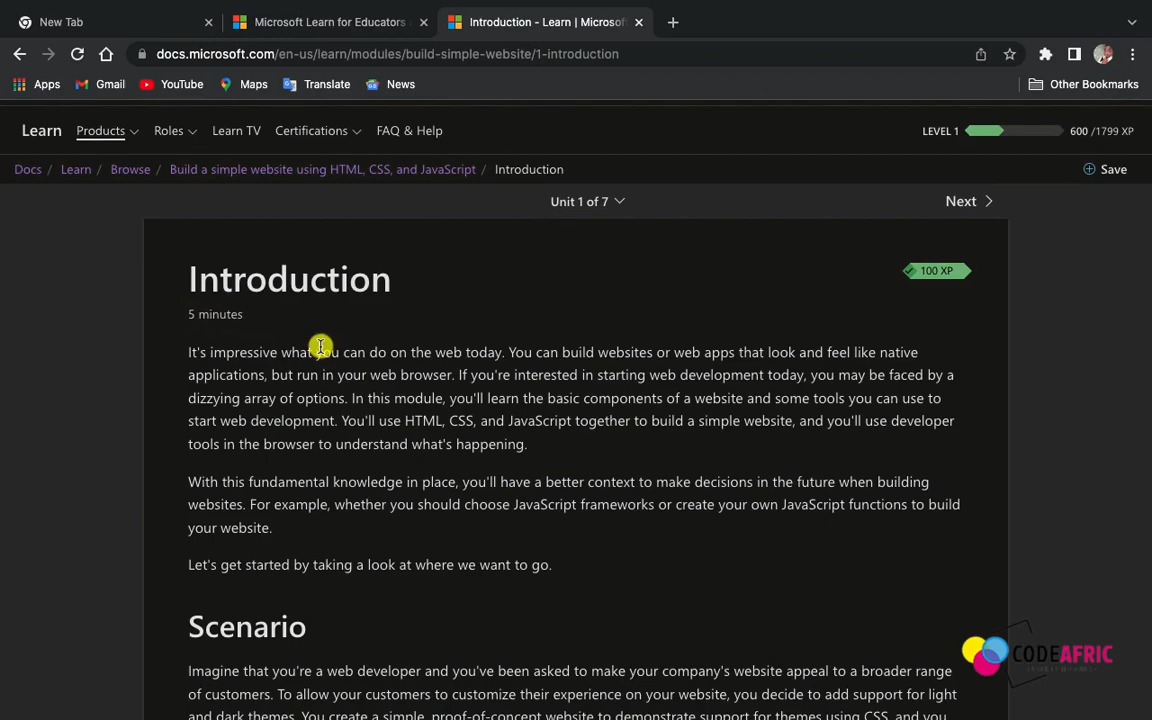 New Tab
Microsoft Learn for Educators
Introduction - Learn | Microsof
docs.microsoft.com/en-us/learn/modules/build-simple-website/1-introduction
Apps Gmail YouTube Maps Translate News Other Bookmarks
Learn Products Roles Learn TV Certifications FAQ & Help LEVEL 1 600 /1799 XP
Docs / Learn / Browse / Build a simple website using HTML, CSS, and JavaScript / Introduction Save
Unit 1 of 7 Next
Introduction
100 XP
5 minutes
It's impressive what you can do on the web today. You can build websites or web apps that look and feel like native
applications, but run in your web browser. If you're interested in starting web development today, you may be faced by a
dizzying array of options. In this module, you'll learn the basic components of a website and some tools you can use to
start web development. You'll use HTML, CSS, and JavaScript together to build a simple website, and you'll use developer
tools in the browser to understand what's happening.
With this fundamental knowledge in place, you'll have a better context to make decisions in the future when building
websites. For example, whether you should choose JavaScript frameworks or create your own JavaScript functions to build
your website.
Let's get started by taking a look at where we want to go.
Scenario
Imagine that you're a web developer and you've been asked to make your company's website appeal to a broader range
of customers. To allow your customers to customize their experience on your website, you decide to add support for light
and dark themes. You create a simple, proof-of-concept website to demonstrate support for themes using CSS, and you
CODEAFRIC